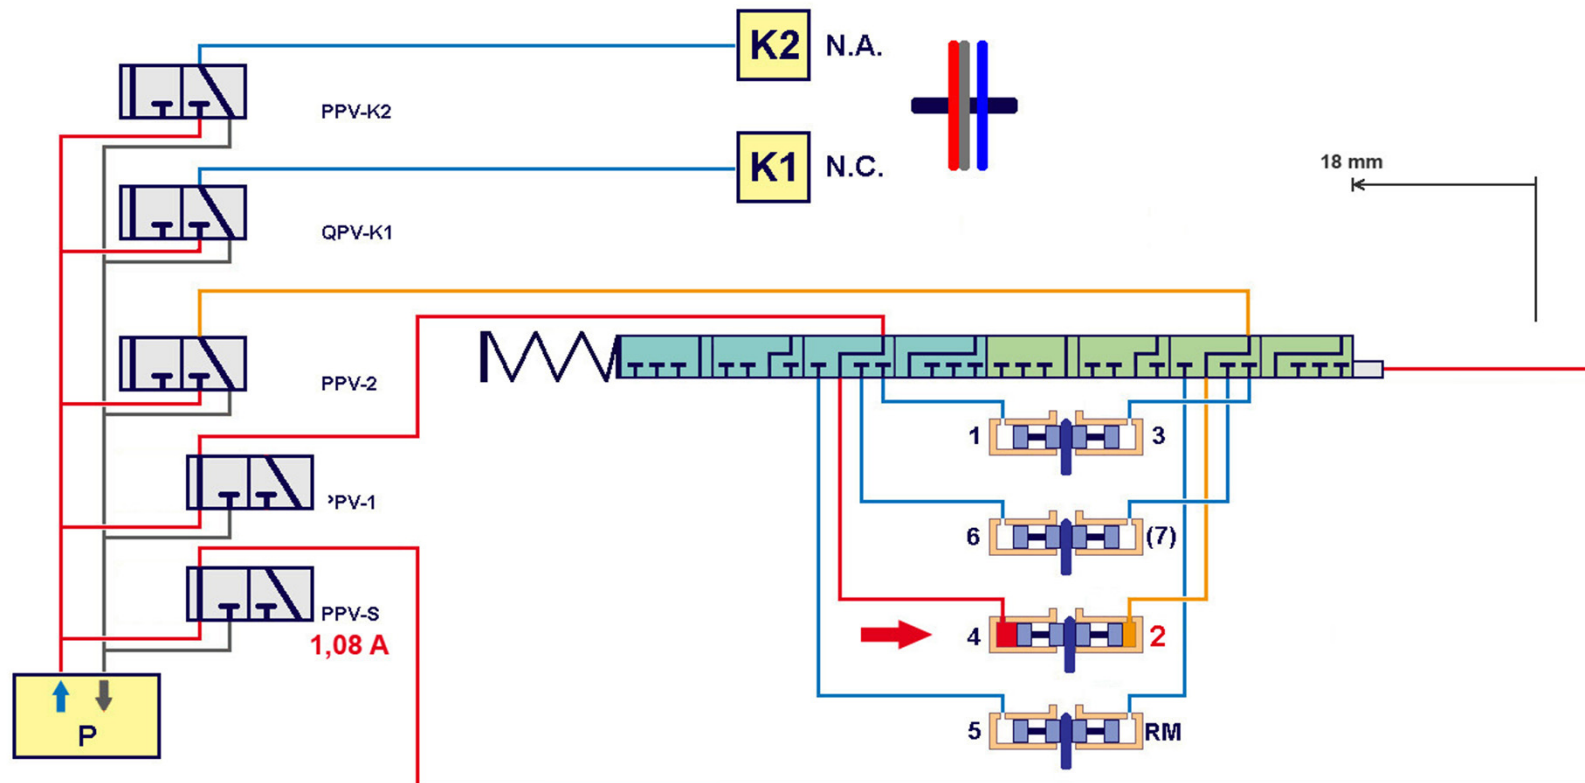 K2 N.A.
PPV-K2
K1 N.C.
18 mm
QPV-K1
PPV-2
1 3
PPV-1
6 (7)
PPV-S
1,08 A
4 2
5 RM
P